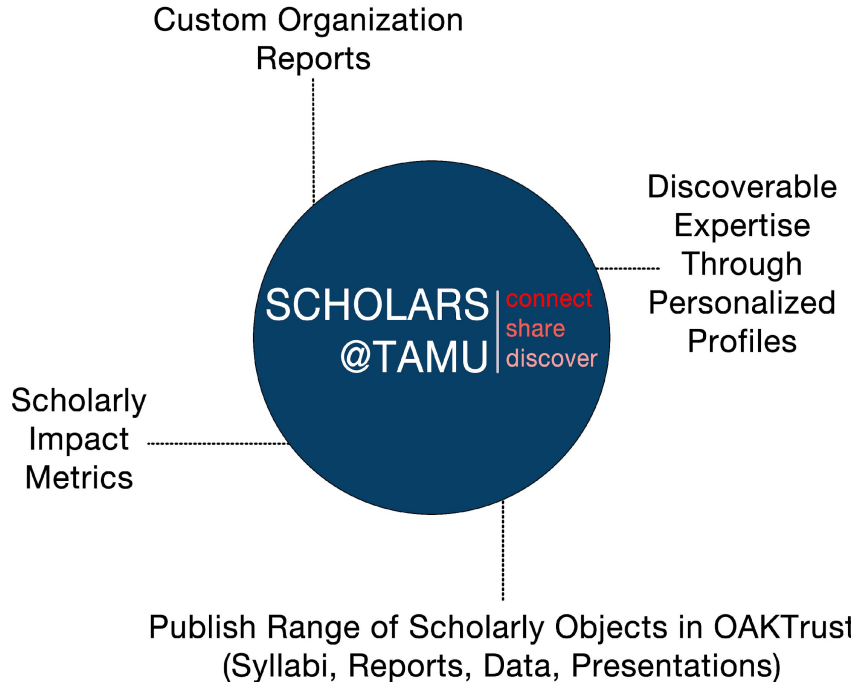 Custom Organization
Reports
Discoverable
Expertise
Through
Personalized
Profiles
SCHOLARS
@TAMU
connect
share
discover
Scholarly
Impact
Metrics
Publish Range of Scholarly Objects in OAKTrust
(Syllabi, Reports, Data, Presentations)